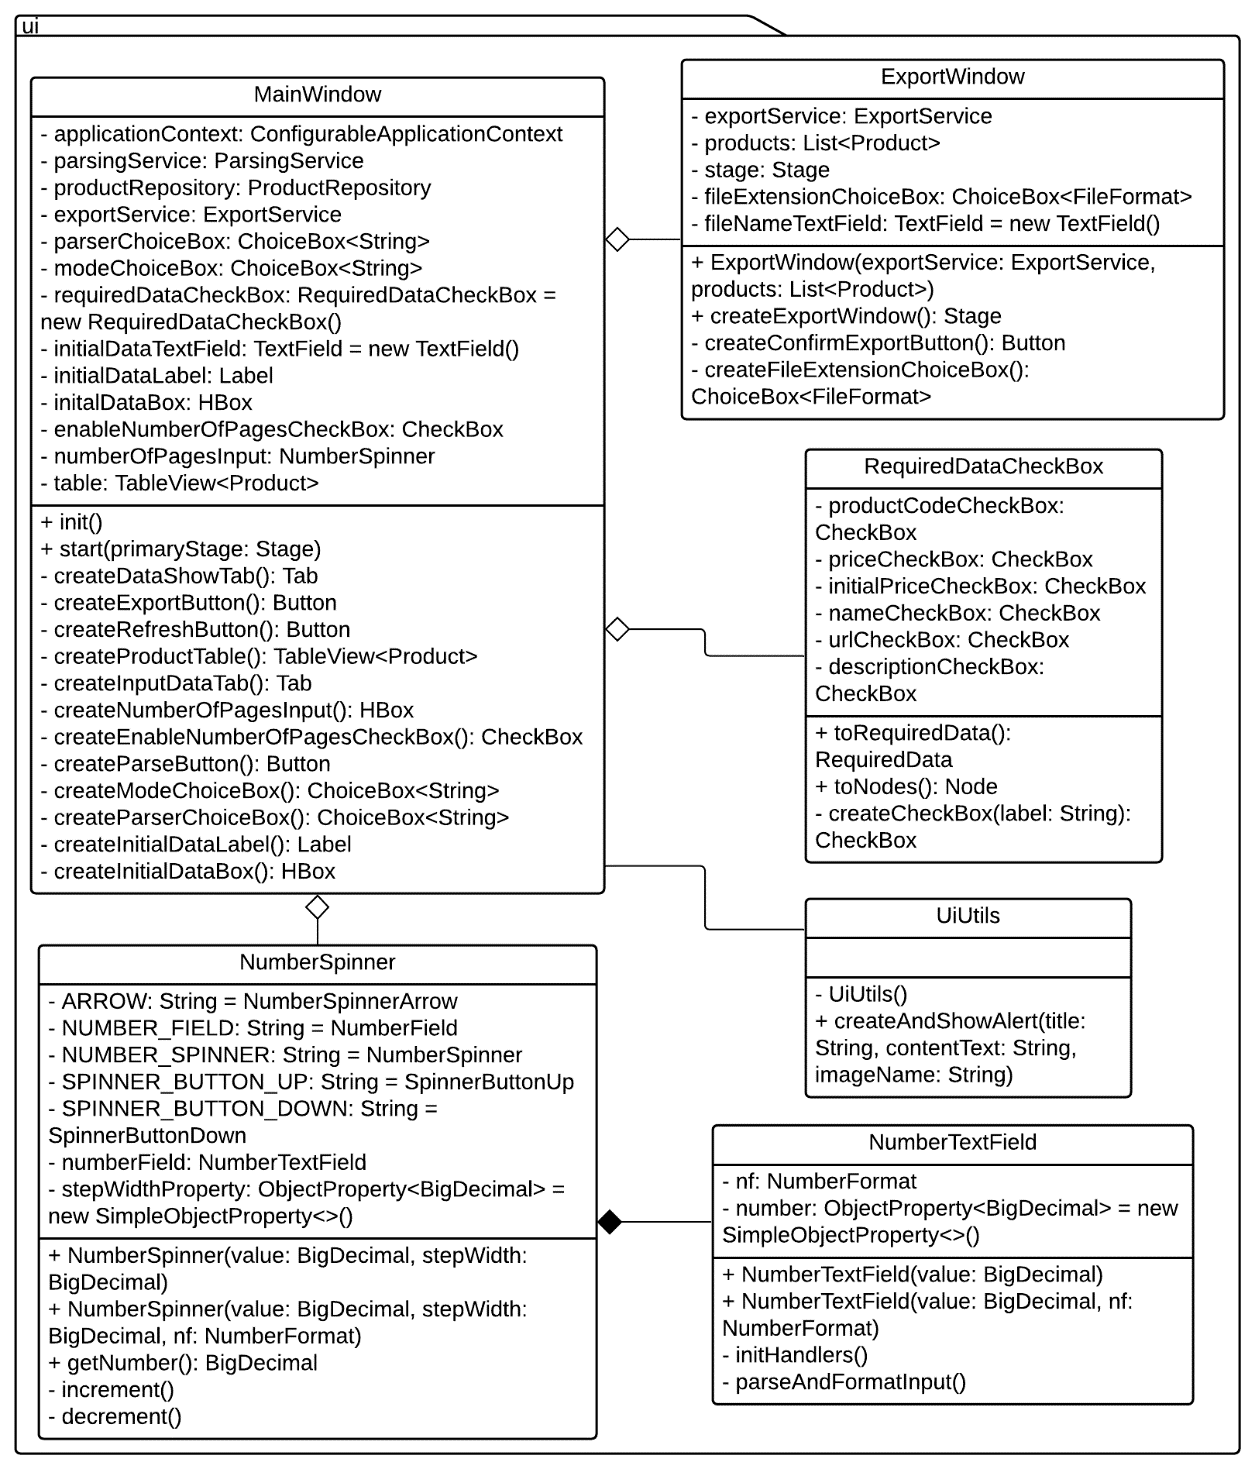 ui
MainWindow
- applicationContext: ConfigurableApplicationContext
- parsingService: ParsingService
- productRepository: ProductRepository
- exportService: ExportService
- parserChoiceBox: ChoiceBox<String>
- modeChoiceBox: ChoiceBox<String>
- requiredDataCheckBox: RequiredDataCheckBox =
new RequiredDataCheckBox()
- initialDataTextField: TextField = new TextField()
- initialDataLabel: Label
- initalDataBox: HBox
- enableNumberOfPagesCheckBox: CheckBox
- numberOfPagesInput: NumberSpinner
- table: TableView<Product>
+ init()
+ start(primaryStage: Stage)
- createDataShowTab(): Tab
- createExportButton(): Button
- createRefreshButton(): Button
- createProductTable(): TableView<Product>
- createInputDataTab(): Tab
- createNumberOfPagesInput(): HBox
- createEnableNumberOfPagesCheckBox(): CheckBox
- createParseButton(): Button
- createModeChoiceBox(): ChoiceBox<String>
- createParserChoiceBox(): ChoiceBox<String>
- createInitialDataLabel(): Label
- createInitialDataBox(): HBox
ExportWindow
- exportService: ExportService
- products: List<Product>
- stage: Stage
- fileExtensionChoiceBox: ChoiceBox<FileFormat>
- fileNameTextField: TextField = new TextField()
+ ExportWindow(exportService: ExportService,
products: List<Product>)
+ createExportWindow(): Stage
- createConfirmExportButton(): Button
- createFileExtensionChoiceBox():
ChoiceBox<FileFormat>
RequiredDataCheckBox
- productCodeCheckBox:
CheckBox
- priceCheckBox: CheckBox
- initialPriceCheckBox: CheckBox
- nameCheckBox: CheckBox
- urlCheckBox: CheckBox
- descriptionCheckBox:
CheckBox
+ toRequiredData():
RequiredData
+ toNodes(): Node
- createCheckBox(label: String):
CheckBox
UiUtils
- UiUtils()
+ createAndShowAlert(title:
String, contentText: String,
imageName: String)
NumberSpinner
- ARROW: String = NumberSpinnerArrow
- NUMBER_FIELD: String = NumberField
- NUMBER_SPINNER: String = NumberSpinner
- SPINNER_BUTTON_UP: String = SpinnerButtonUp
- SPINNER_BUTTON_DOWN: String =
SpinnerButtonDown
- numberField: NumberTextField
- stepWidthProperty: ObjectProperty<BigDecimal> =
new SimpleObjectProperty<>()
+ NumberSpinner(value: BigDecimal, stepWidth:
BigDecimal)
+ NumberSpinner(value: BigDecimal, stepWidth:
BigDecimal, nf: NumberFormat)
+ getNumber(): BigDecimal
- increment()
- decrement()
NumberTextField
- nf: NumberFormat
- number: ObjectProperty<BigDecimal> = new
SimpleObjectProperty<>()
+ NumberTextField(value: BigDecimal)
+ NumberTextField(value: BigDecimal, nf:
NumberFormat)
- initHandlers()
- parseAndFormatInput()